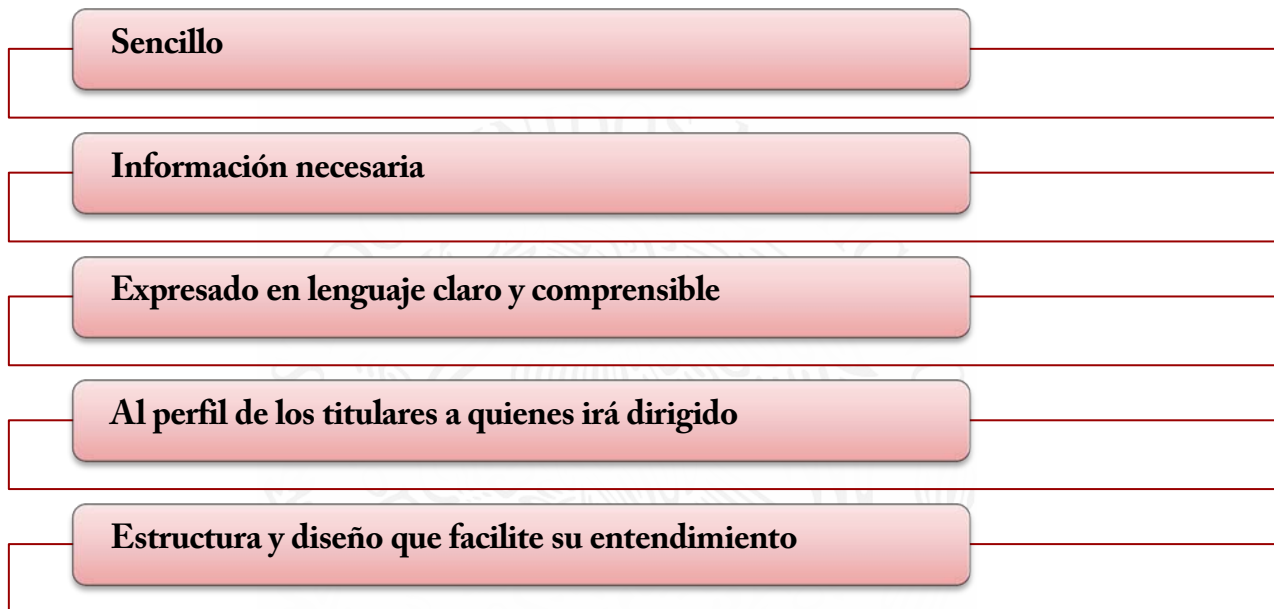 Sencillo
Información necesaria
Expresado en lenguaje claro y comprensible
Al perfil de los titulares a quienes irá dirigido
Estructura y diseño que facilite su entendimiento